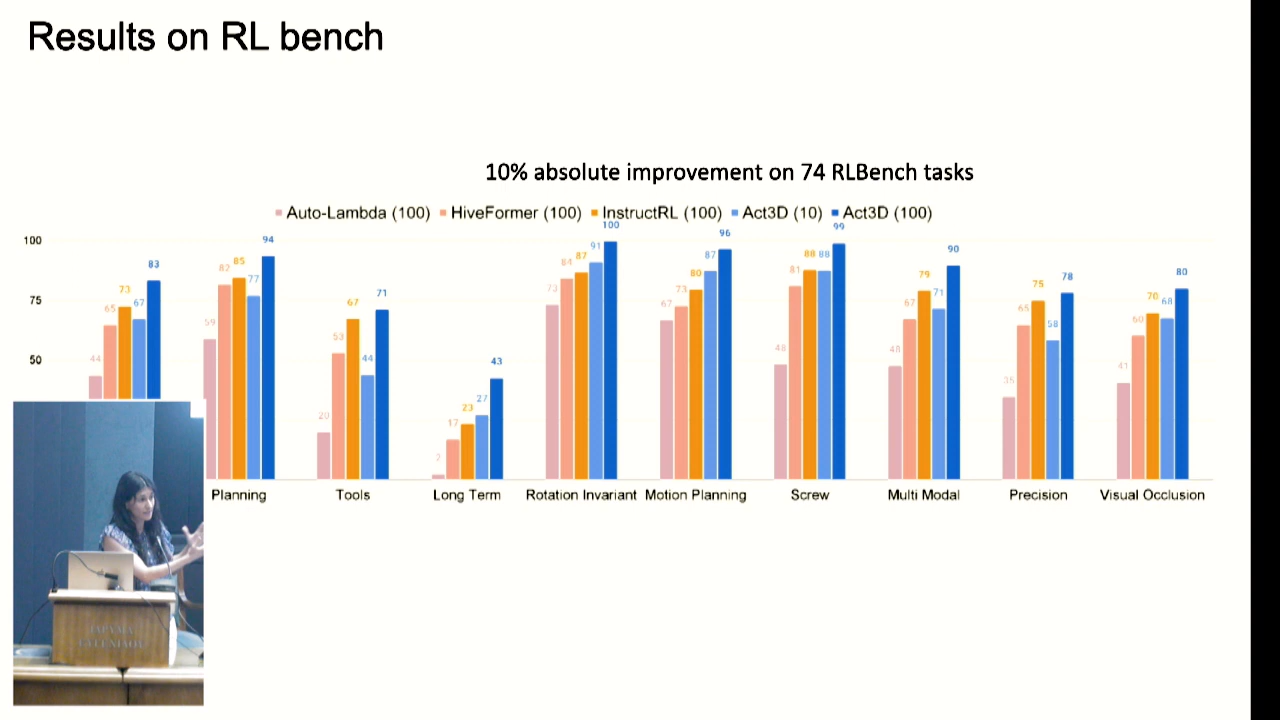 Results on RL bench
10% absolute improvement on 74 RLBench tasks
Auto-Lambda (100) HiveFormer (100) InstructRL (100) Act3D (10) Act3D (100)
100
75
50
44 65 73 67 83
59 82 85 77 94
20 53 67 44 71
7 17 23 27 43
73 84 87 91 100
67 73 80 87 96
48 81 88 88 99
48 67 79 71 90
35 65 75 58 78
41 60 70 68 80
Planning Tools Long Term Rotation Invariant Motion Planning Screw Multi Modal Precision Visual Occlusion